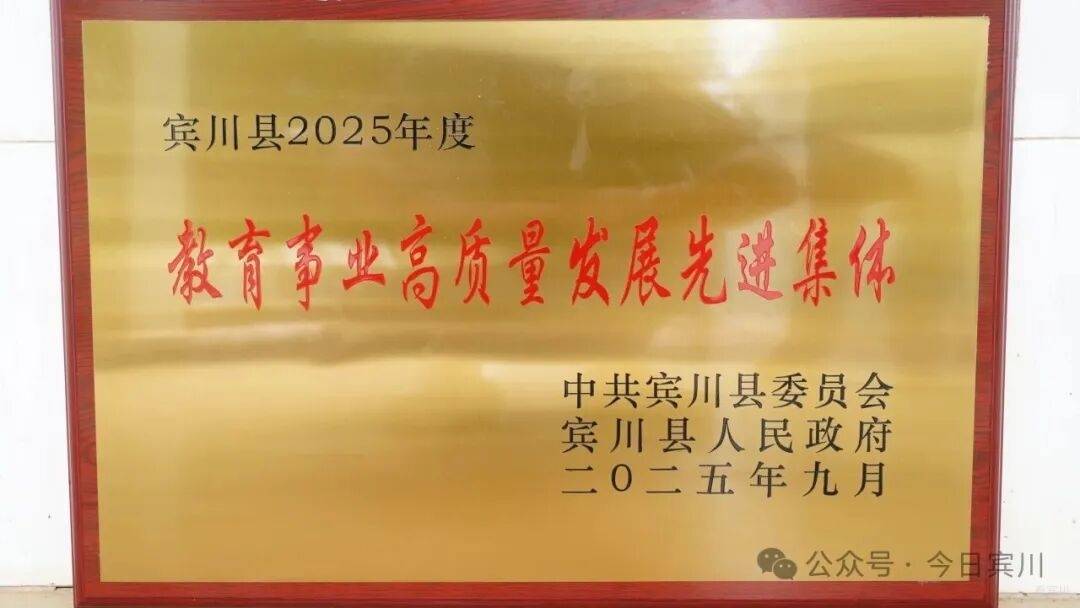 宾川县2025年度
教育事业高质量发展先进集体
中共宾川县委员会
宾川县人民政府
二〇二五年九月
公众号·今日宾川